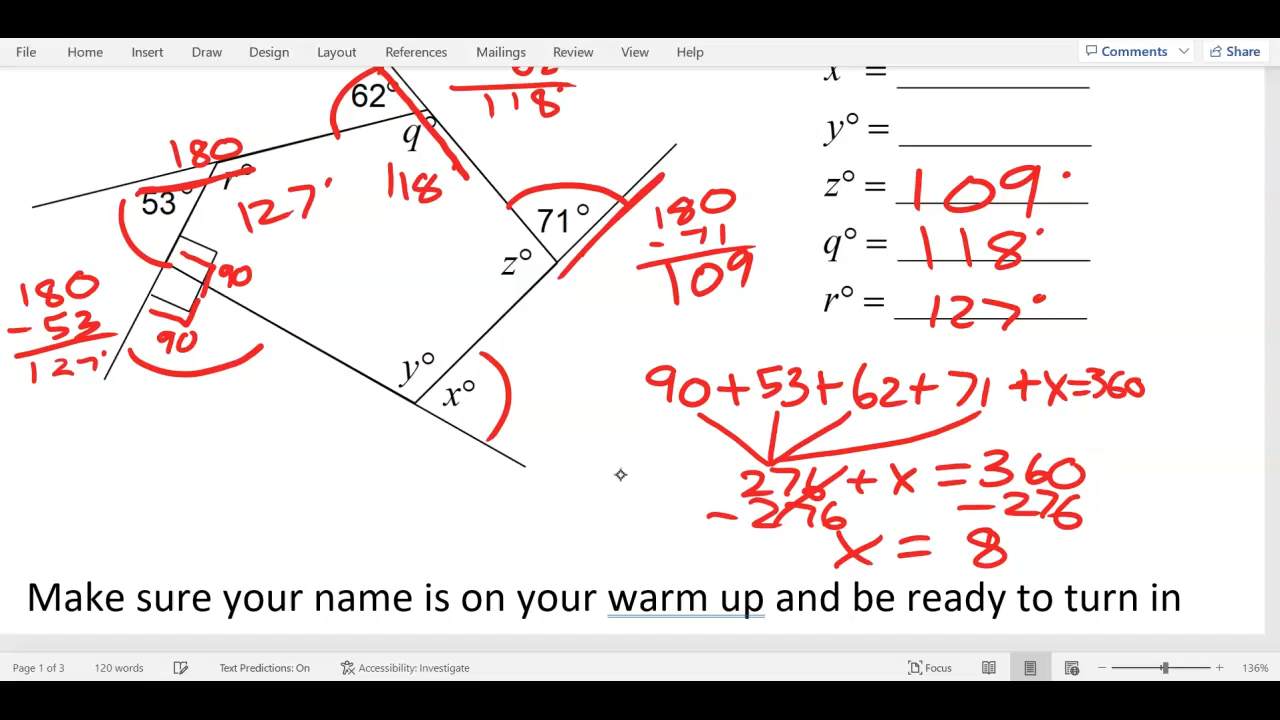 File Home Insert Draw Design Layout References Mailings Review View Help Comments Share
x° = ________
62°
118°
y° = ________
q°
180
53°
127°
118°
71°
180
- 71
109
z° = 109°
q° = 118°
r° = 127°
z°
90
90
180
- 53
127°
y°
x°
90+53+62+71 +x=360
276 + x = 360
- 276 - 276
x = 8
Make sure your name is on your warm up and be ready to turn in
Page 1 of 3 120 words Text Predictions: On Accessibility: Investigate Focus 136%